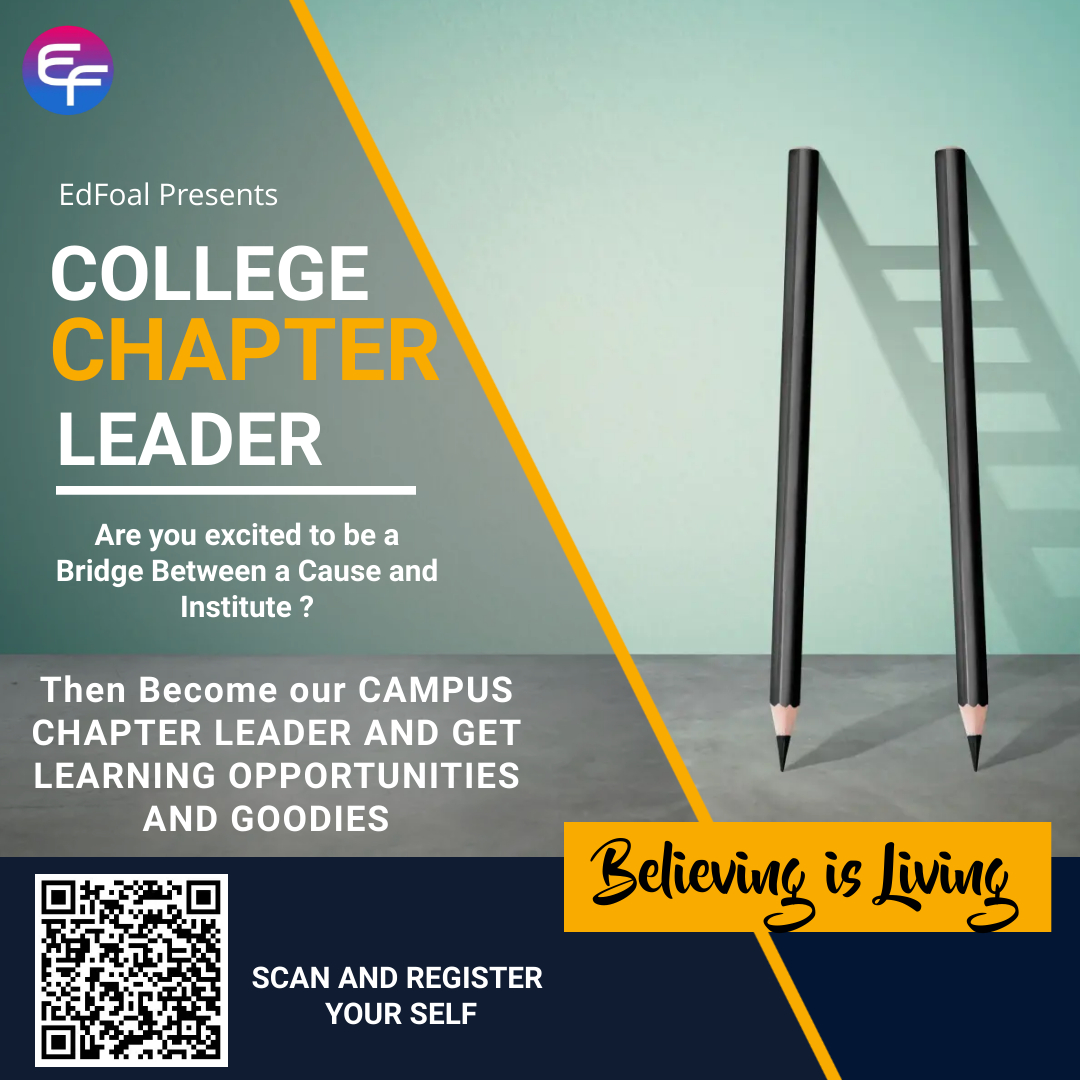 EF
EdFoal Presents
COLLEGE
CHAPTER
LEADER
Are you excited to be a
Bridge Between a Cause and
Institute ?
Then Become our CAMPUS
CHAPTER LEADER AND GET
LEARNING OPPORTUNITIES
AND GOODIES
Believing is Living
SCAN AND REGISTER
YOUR SELF